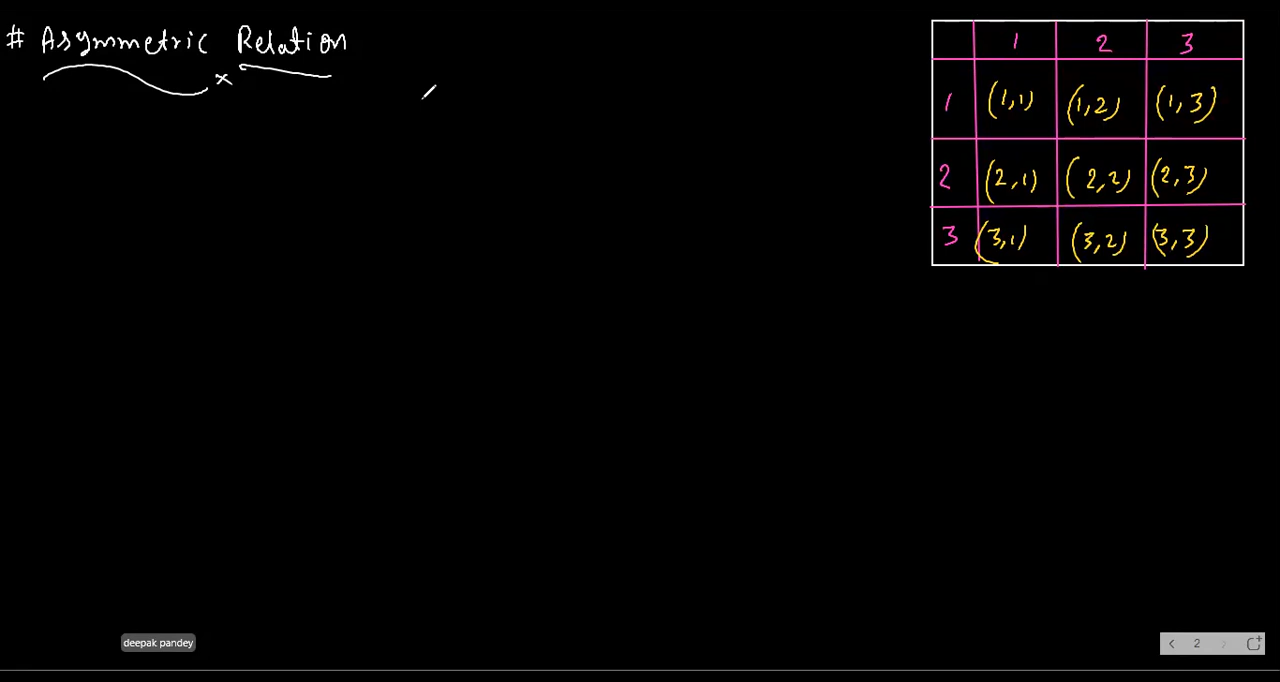 # Asymmetric Relation
1 2 3
1 (1,1) (1,2) (1,3)
2 (2,1) (2,2) (2,3)
3 (3,1) (3,2) (3,3)
deepak pandey
< 2 >